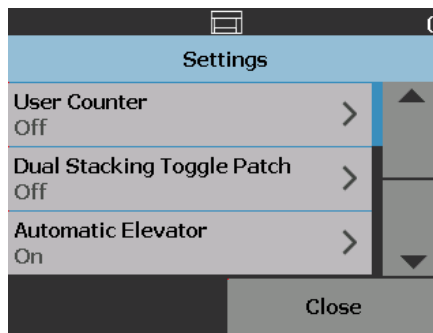 Settings
User Counter
Off
Dual Stacking Toggle Patch
Off
Automatic Elevator
On
Close